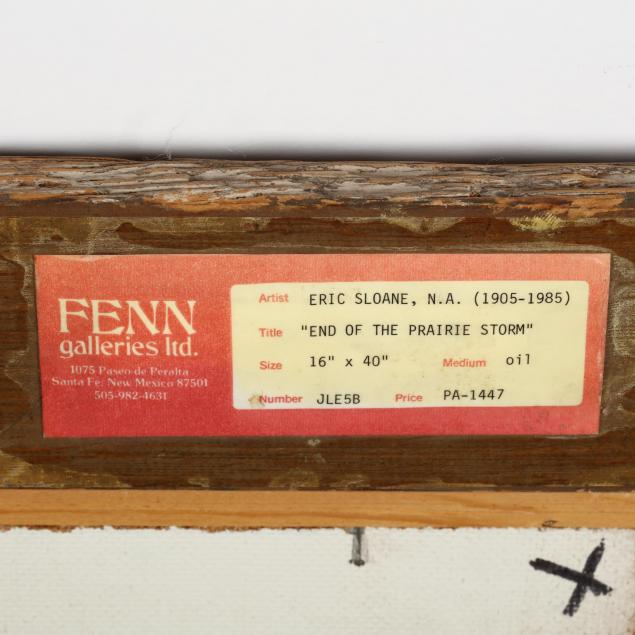 FENN
galleries ltd.
1075 Paseo de Peralta
Santa Fe, New Mexico 87501
505-982-4631
Artist ERIC SLOANE, N.A. (1905-1985)
Title "END OF THE PRAIRIE STORM"
Size 16" x 40" Medium oil
Number JLE5B Price PA-1447
X